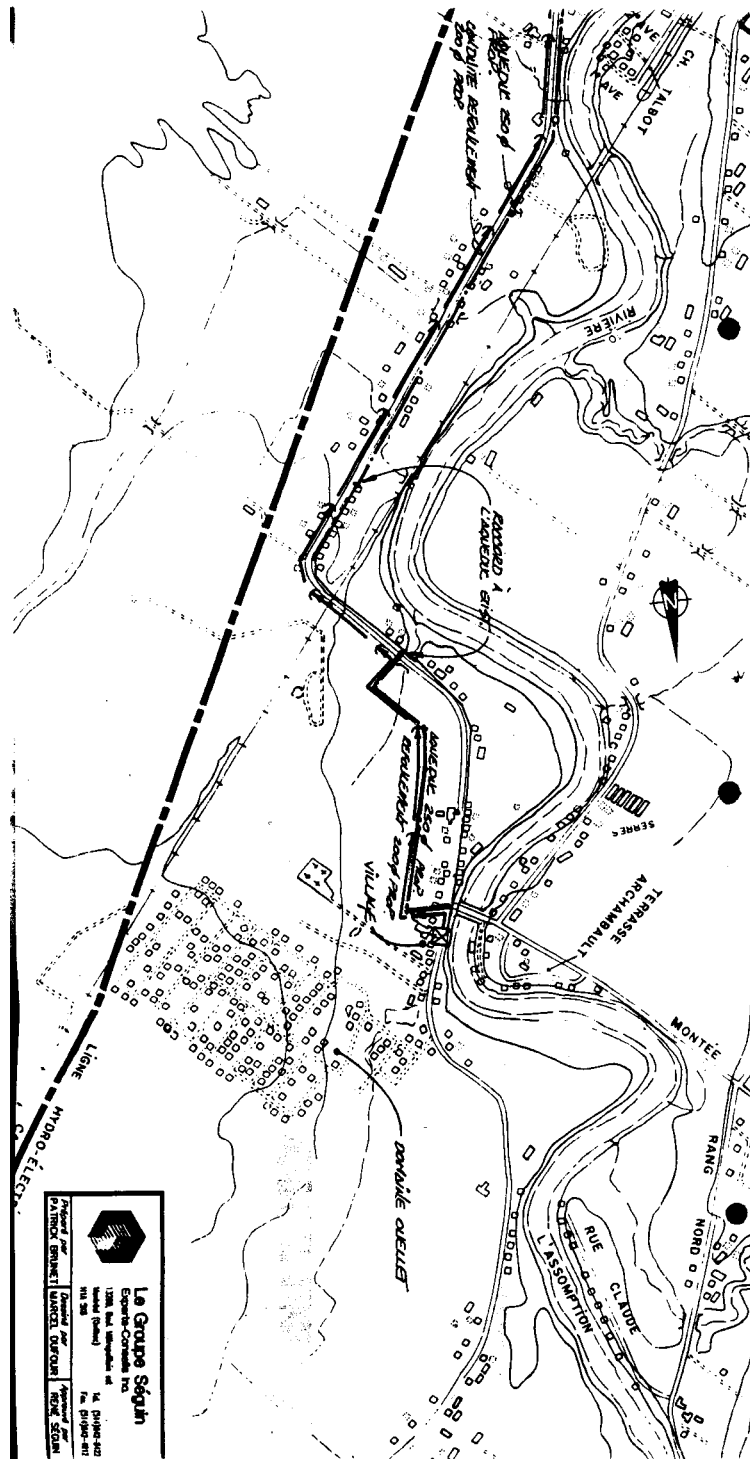 AVE
AVE
CH. TALBOT
AQUEDUC 250 φ
PROP.
CONDUITE REFOULEMENT
200 φ PROP.
RIVIÈRE
RACCORD À
L'AQUEDUC EXIST.
N
SERRES
AQUEDUC 250 φ PROP
REFOULEMENT 200 φ PROP
VILLAGE
TERRASSE
ARCHAMBAULT
MONTÉE
LIGNE HYDRO-ÉLECT
DOMAINE OUELLET
RANG NORD
RUE CLAUDE
L'ASSOMPTION
Le Groupe Séguin
Experts-Conseils Inc.
Préparé par
PATRICK BRUNET
Dessiné par
MARCEL DUFOUR
Approuvé par
RENÉ SÉGUIN